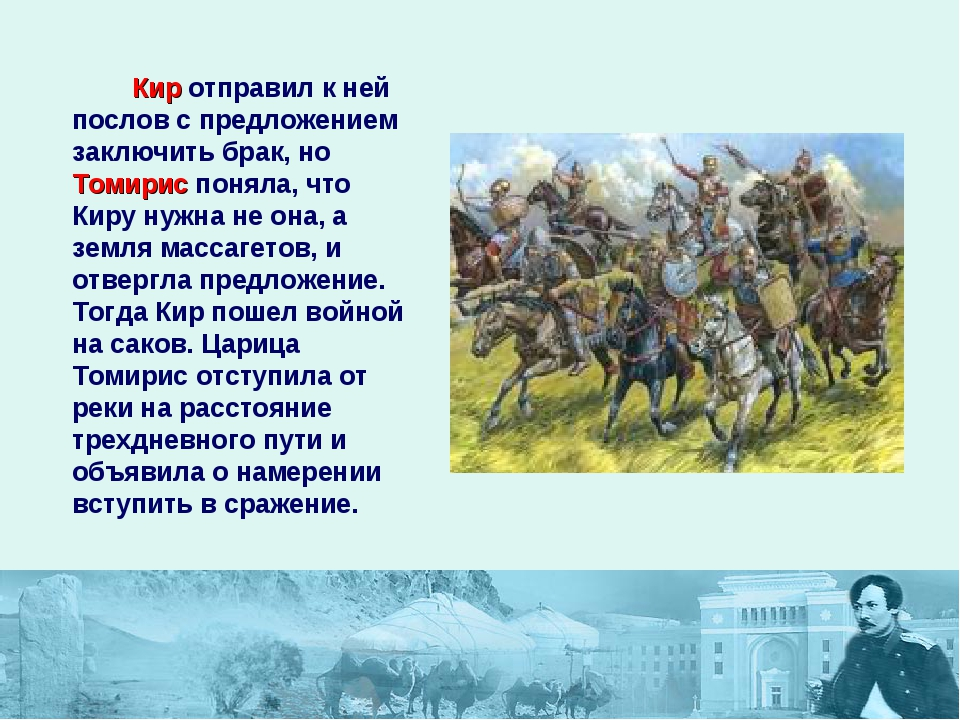 Кир отправил к ней
послов с предложением
заключить брак, но
Томирис поняла, что
Киру нужна не она, а
земля массагетов, и
отвергла предложение.
Тогда Кир пошел войной
на саков. Царица
Томирис отступила от
реки на расстояние
трехдневного пути и
объявила о намерении
вступить в сражение.